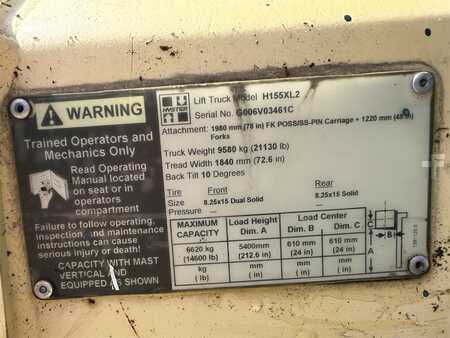 WARNING
Trained Operators and
Mechanics Only
Read Operating
Manual located
on seat or in
operators
compartment
Failure to follow operating,
inspection and maintenance
instructions can cause
serious injury or death!
CAPACITY WITH MAST
VERTICAL AND
EQUIPPED AS SHOWN
HYSTER
Lift Truck Model H155XL2
Serial No. G006V03461C
Attachment: 1980 mm (78 in) FK POSS/SS-PIN Carriage + 1220 mm (48 in)
Forks
Truck Weight 9580 kg (21130 lb)
Tread Width 1840 mm (72.6")
Back Tilt 10 Degrees
Tire Front Rear
8.25x15 Dual Solid 8.25x15 Solid
Pressure — —
MAXIMUM CAPACITY Load Height Dim. A Load Center Dim. B Dim. C
6620 kg (14600 lb) 5400mm (212.6 in) 610 mm (24 in) 610 mm (24 in)
kg (lb) mm (in) mm (in) mm (in)
C
B
A